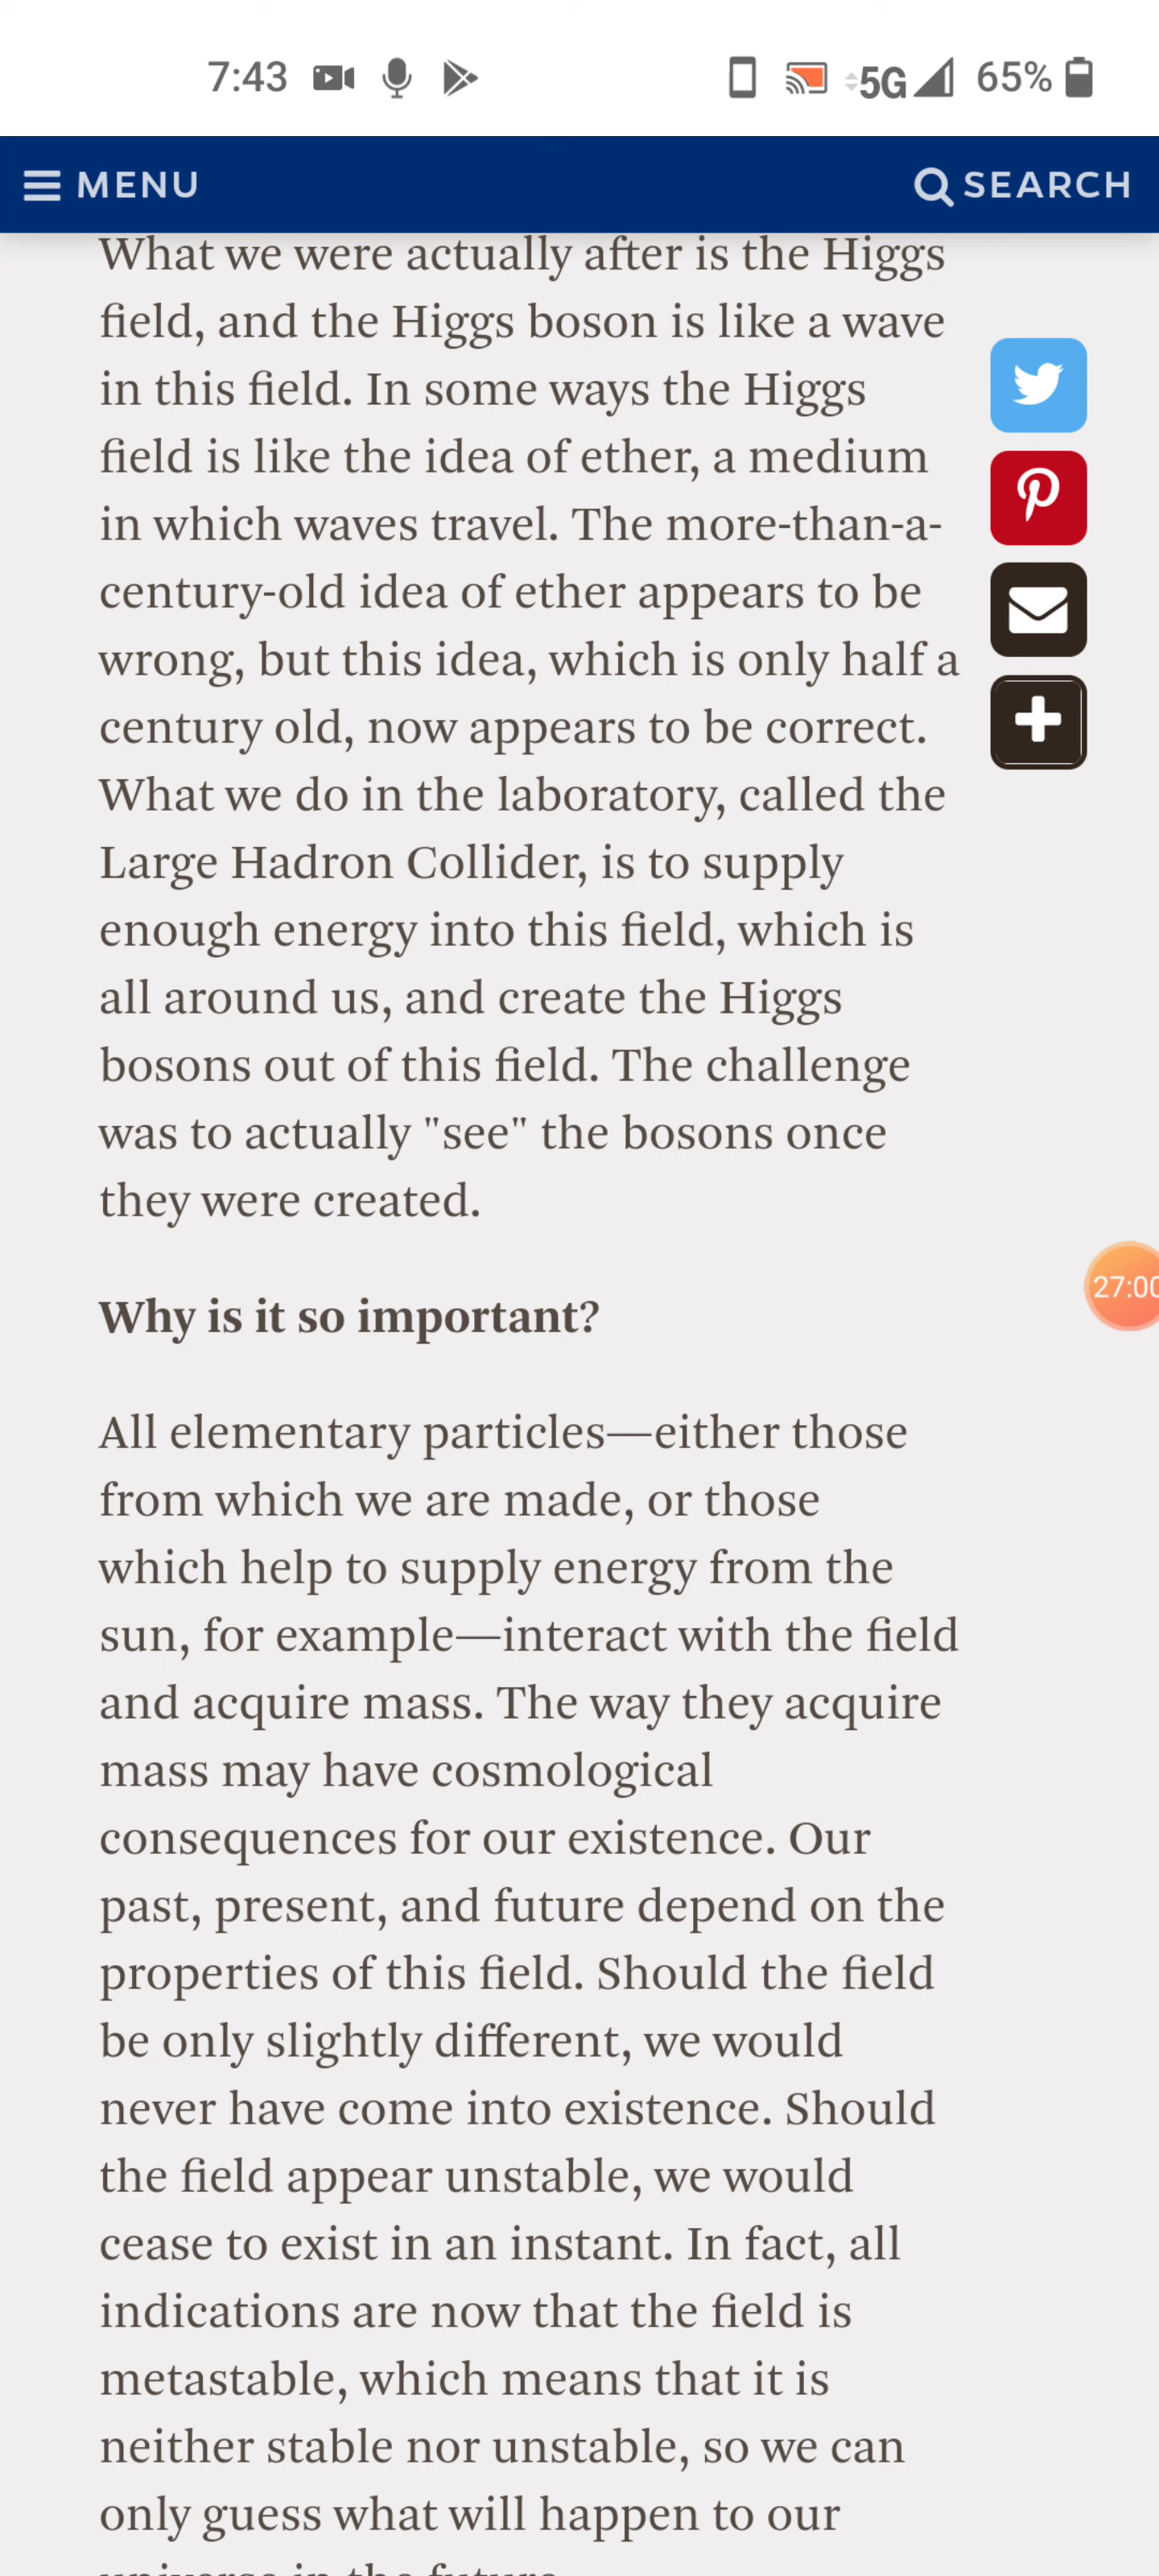 7:43 5G 65%
MENU SEARCH
What we were actually after is the Higgs
field, and the Higgs boson is like a wave
in this field. In some ways the Higgs
field is like the idea of ether, a medium
in which waves travel. The more-than-a-
century-old idea of ether appears to be
wrong, but this idea, which is only half a
century old, now appears to be correct.
What we do in the laboratory, called the
Large Hadron Collider, is to supply
enough energy into this field, which is
all around us, and create the Higgs
bosons out of this field. The challenge
was to actually "see" the bosons once
they were created.
27:00
Why is it so important?
All elementary particles—either those
from which we are made, or those
which help to supply energy from the
sun, for example—interact with the field
and acquire mass. The way they acquire
mass may have cosmological
consequences for our existence. Our
past, present, and future depend on the
properties of this field. Should the field
be only slightly different, we would
never have come into existence. Should
the field appear unstable, we would
cease to exist in an instant. In fact, all
indications are now that the field is
metastable, which means that it is
neither stable nor unstable, so we can
only guess what will happen to our
universe in the future